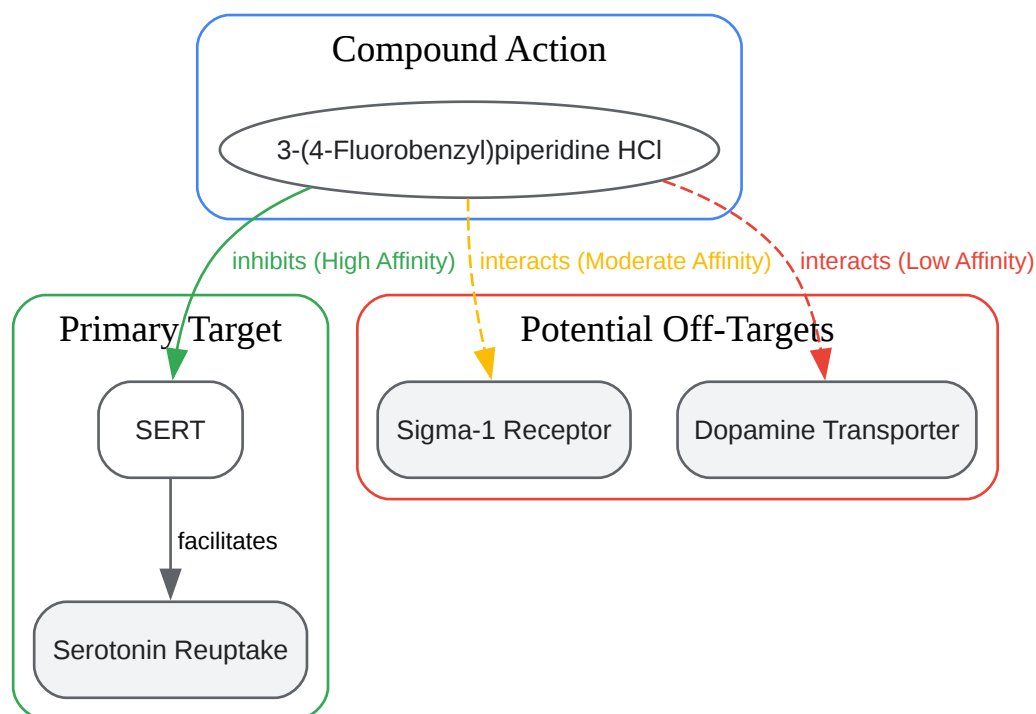 Compound Action
3-(4-Fluorobenzyl)piperidine HCl
inhibits (High Affinity)
interacts (Moderate Affinity)
interacts (Low Affinity)
Primary Target
Potential Off-Targets
SERT
Sigma-1 Receptor
Dopamine Transporter
facilitates
Serotonin Reuptake